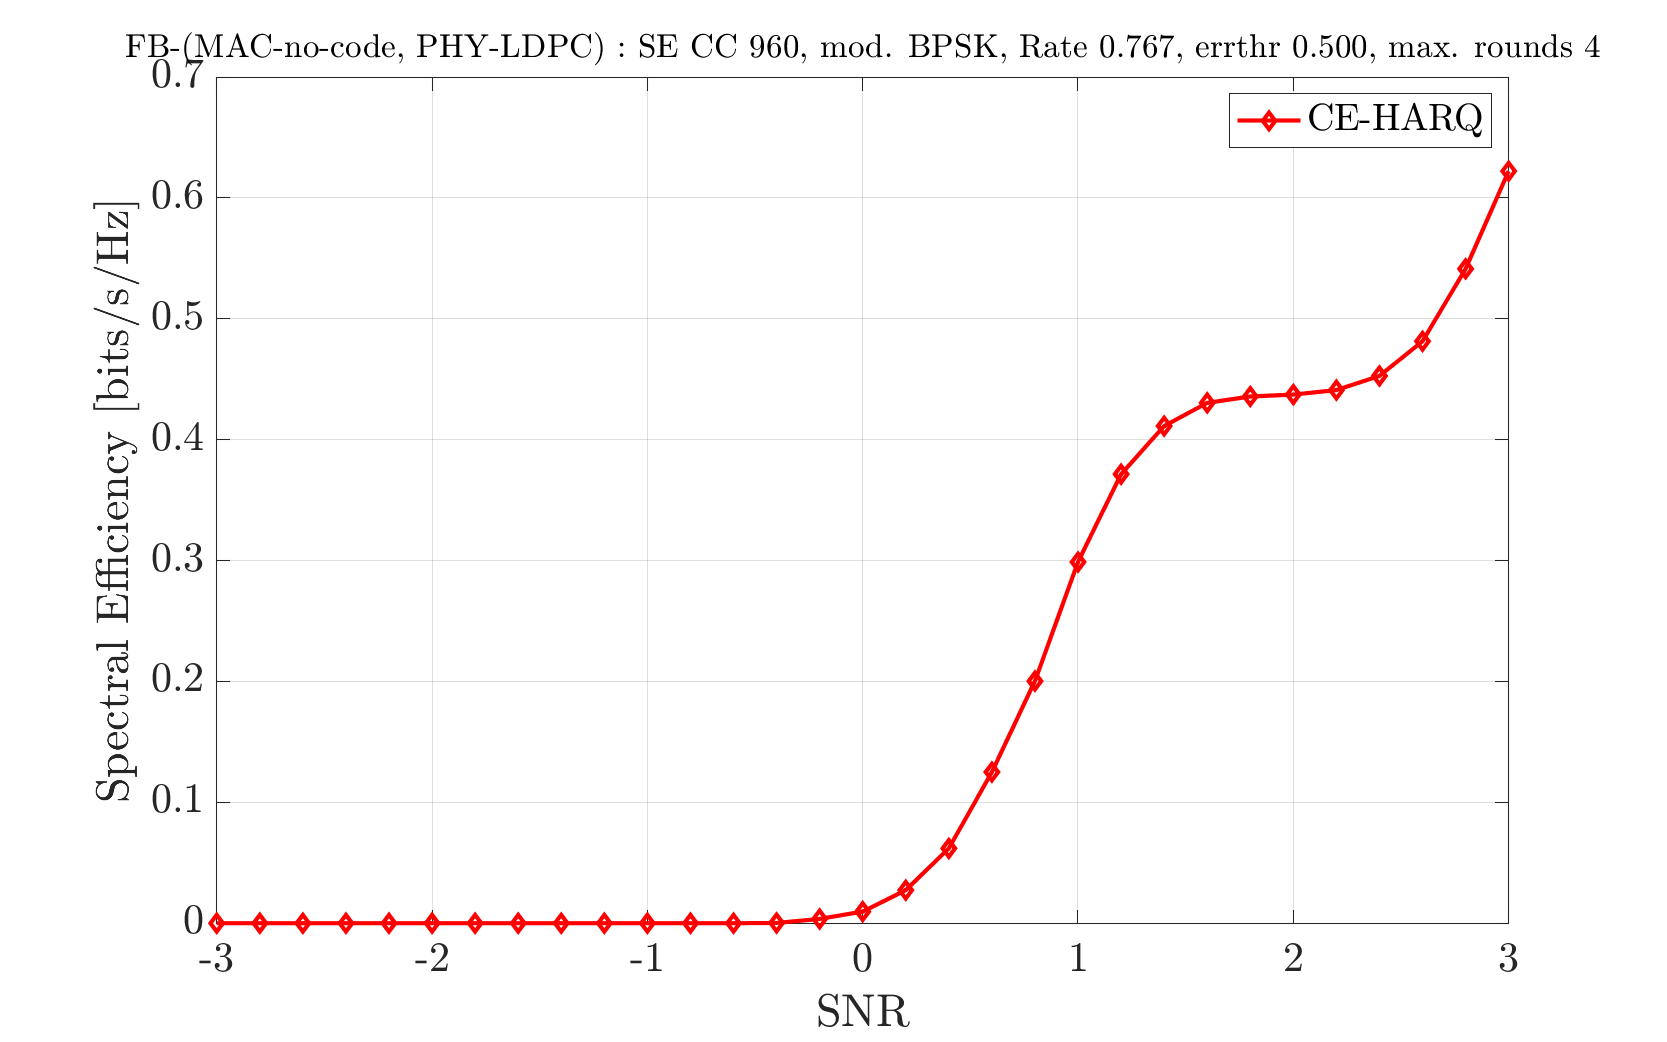 FB-(MAC-no-code, PHY-LDPC) : SE CC 960, mod. BPSK, Rate 0.767, errthr 0.500, max. rounds 4
CE-HARQ
Spectral Efficiency [bits/s/Hz]
0.7
0.6
0.5
0.4
0.3
0.2
0.1
0
-3 -2 -1 0 1 2 3
SNR